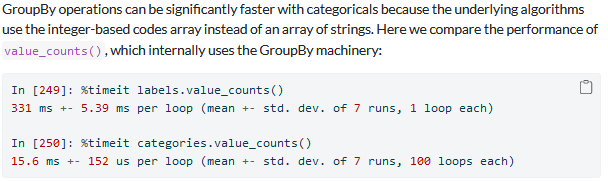 GroupBy operations can be significantly faster with categoricals because the underlying algorithms
use the integer-based codes array instead of an array of strings. Here we compare the performance of
value_counts(), which internally uses the GroupBy machinery:
In [249]: %timeit labels.value_counts()
331 ms +- 5.39 ms per loop (mean +- std. dev. of 7 runs, 1 loop each)
In [250]: %timeit categories.value_counts()
15.6 ms +- 152 us per loop (mean +- std. dev. of 7 runs, 100 loops each)